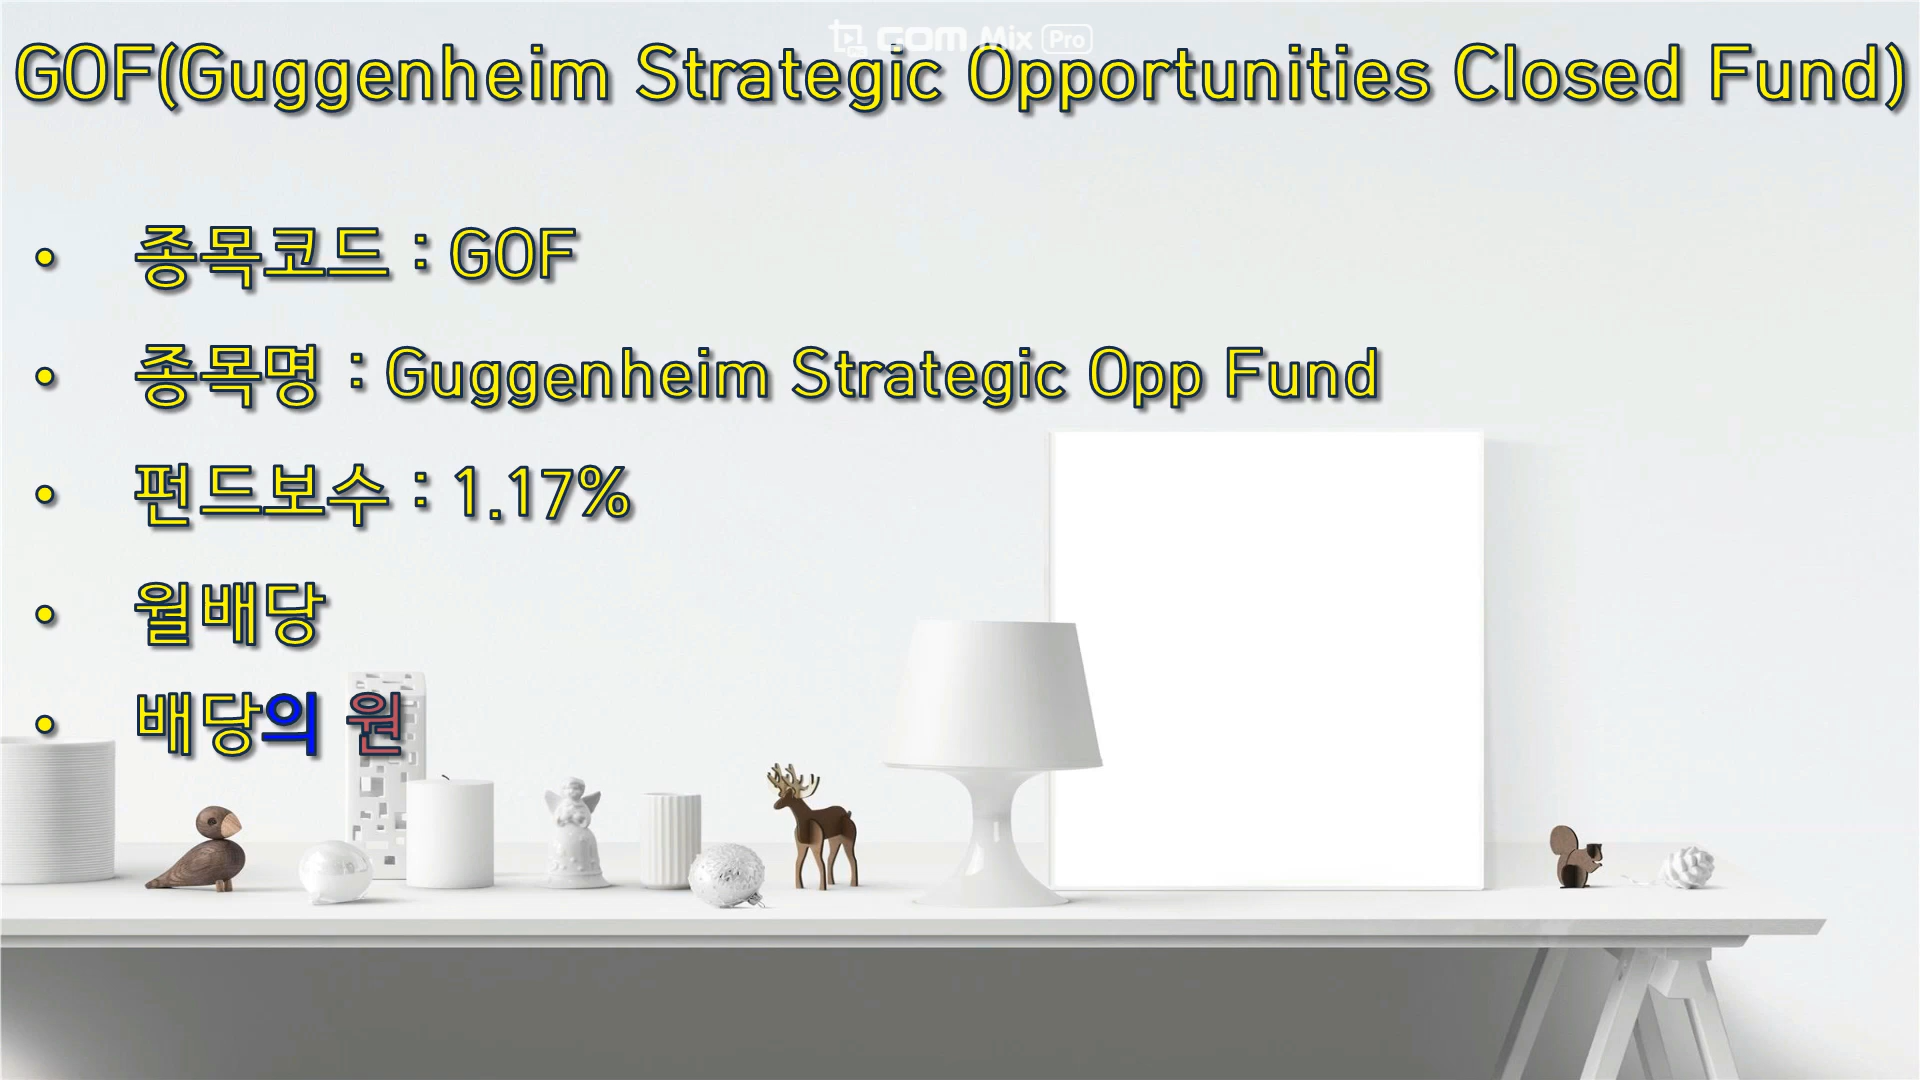 GOM Mix Pro
GOF(Guggenheim Strategic Opportunities Closed Fund)
• 종목코드 : GOF
• 종목명 : Guggenheim Strategic Opp Fund
• 펀드보수 : 1.17%
• 월배당
• 배당의 원